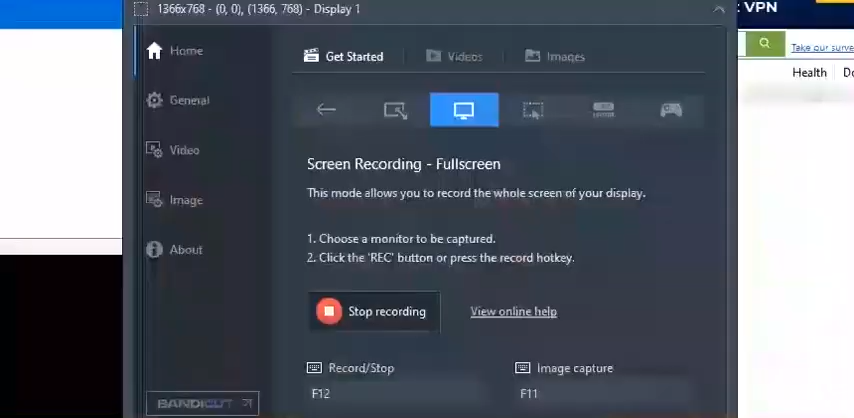 1366x768 - (0, 0), (1366, 768) - Display 1
VPN
Home
Get Started
Videos
Images
Take our surve
Health
Do
General
Video
Screen Recording - Fullscreen
This mode allows you to record the whole screen of your display.
Image
1. Choose a monitor to be captured.
About
2. Click the 'REC' button or press the record hotkey.
Stop recording
View online help
Record/Stop
Image capture
F12
F11
BANDICUT